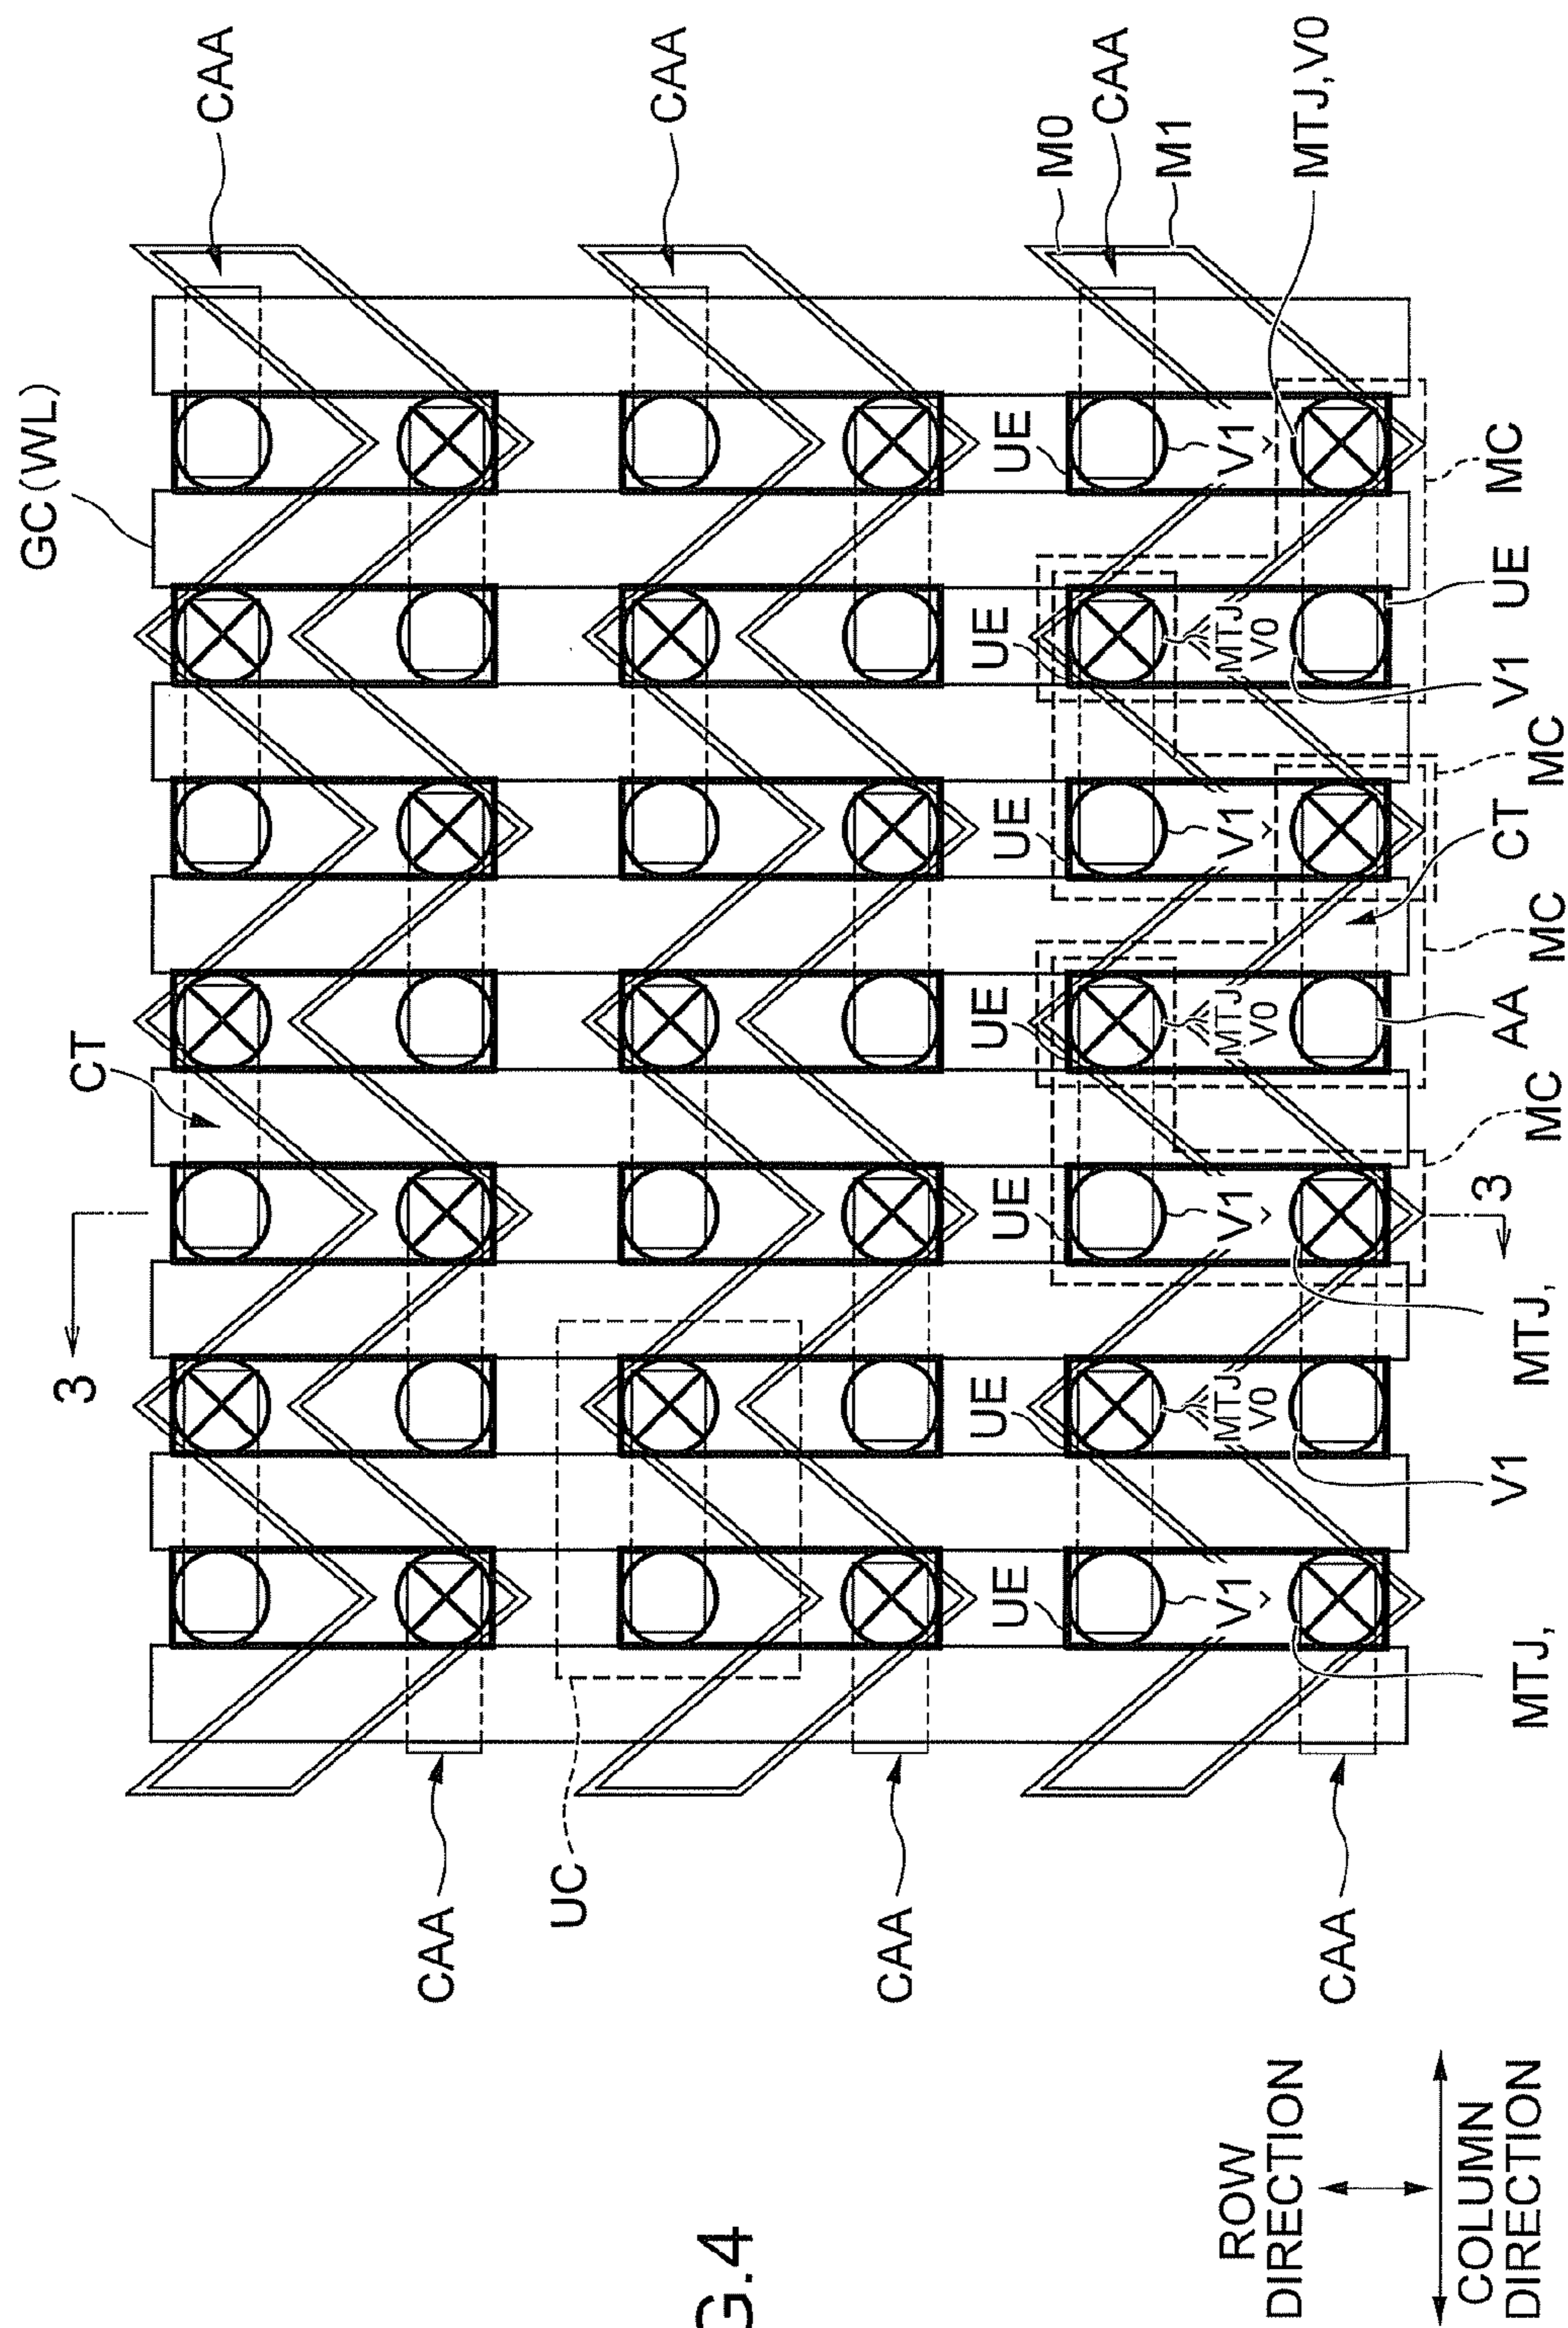 GC(WL)
CT
3
CAA
CAA
UC
CAA
G.4
CAA
UE
UE
UE
UE
UE
UE
UE
M0
CAA
M1
V1
MTJ
V0
V1
MTJ
V0
V1
MTJ
V0
V1
MTJ,V0
ROW
DIRECTION
CAA
COLUMN
DIRECTION
MTJ,
V1
MTJ,
3
MC
AA
MC
CT
MC
V1
UE
MC